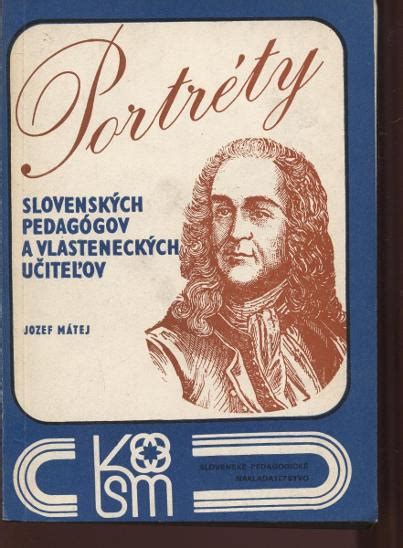 Portréty
SLOVENSKÝCH
PEDAGÓGOV
A VLASTENECKÝCH
UČITEĽOV
JOZEF MÁTEJ
SLOVENSKÉ PEDAGOGICKÉ
NAKLADATEĽSTVO